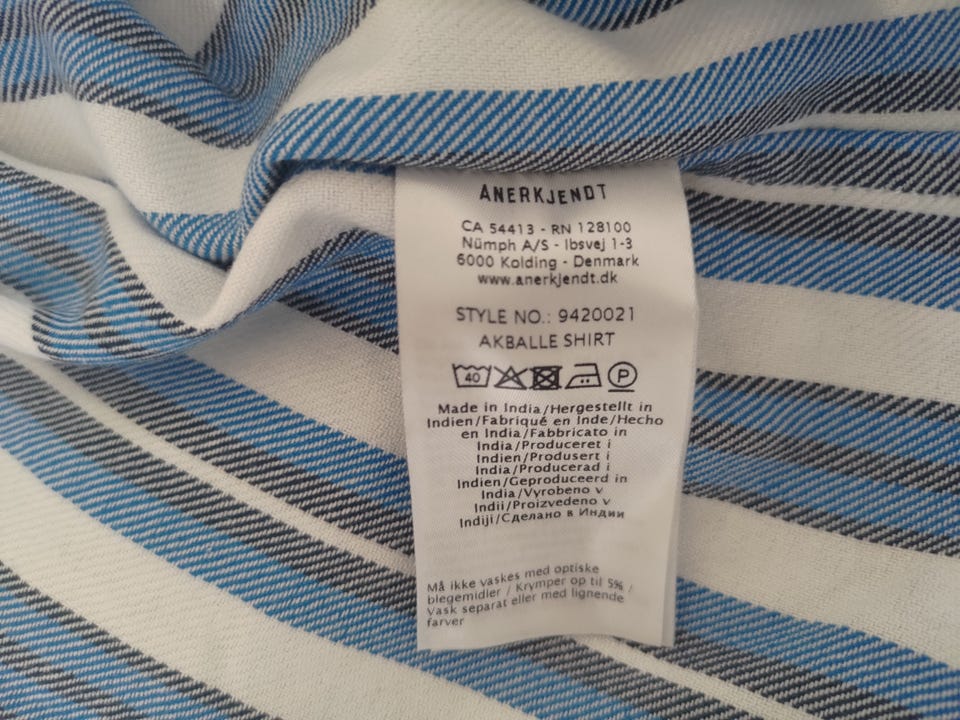 ANERKJENDT
CA 54413 - RN 128100
Nümph A/S - Ibsvej 1-3
6000 Kolding - Denmark
www.anerkjendt.dk
STYLE NO.: 9420021
AKBALLE SHIRT
40 P
Made in India/Hergestellt in
Indien/Fabriqué en Inde/Hecho
en India/Fabbricato in
India/Produceret i
Indien/Produsert i
India/Producerad i
Indien/Geproduceerd in
India/Vyrobeno v
Indii/Proizvedeno v
Indiji/Сделано в Индии
Må ikke vaskes med optiske
blegemidler / Krymper op til 5% /
Vask separat eller med lignende
farver